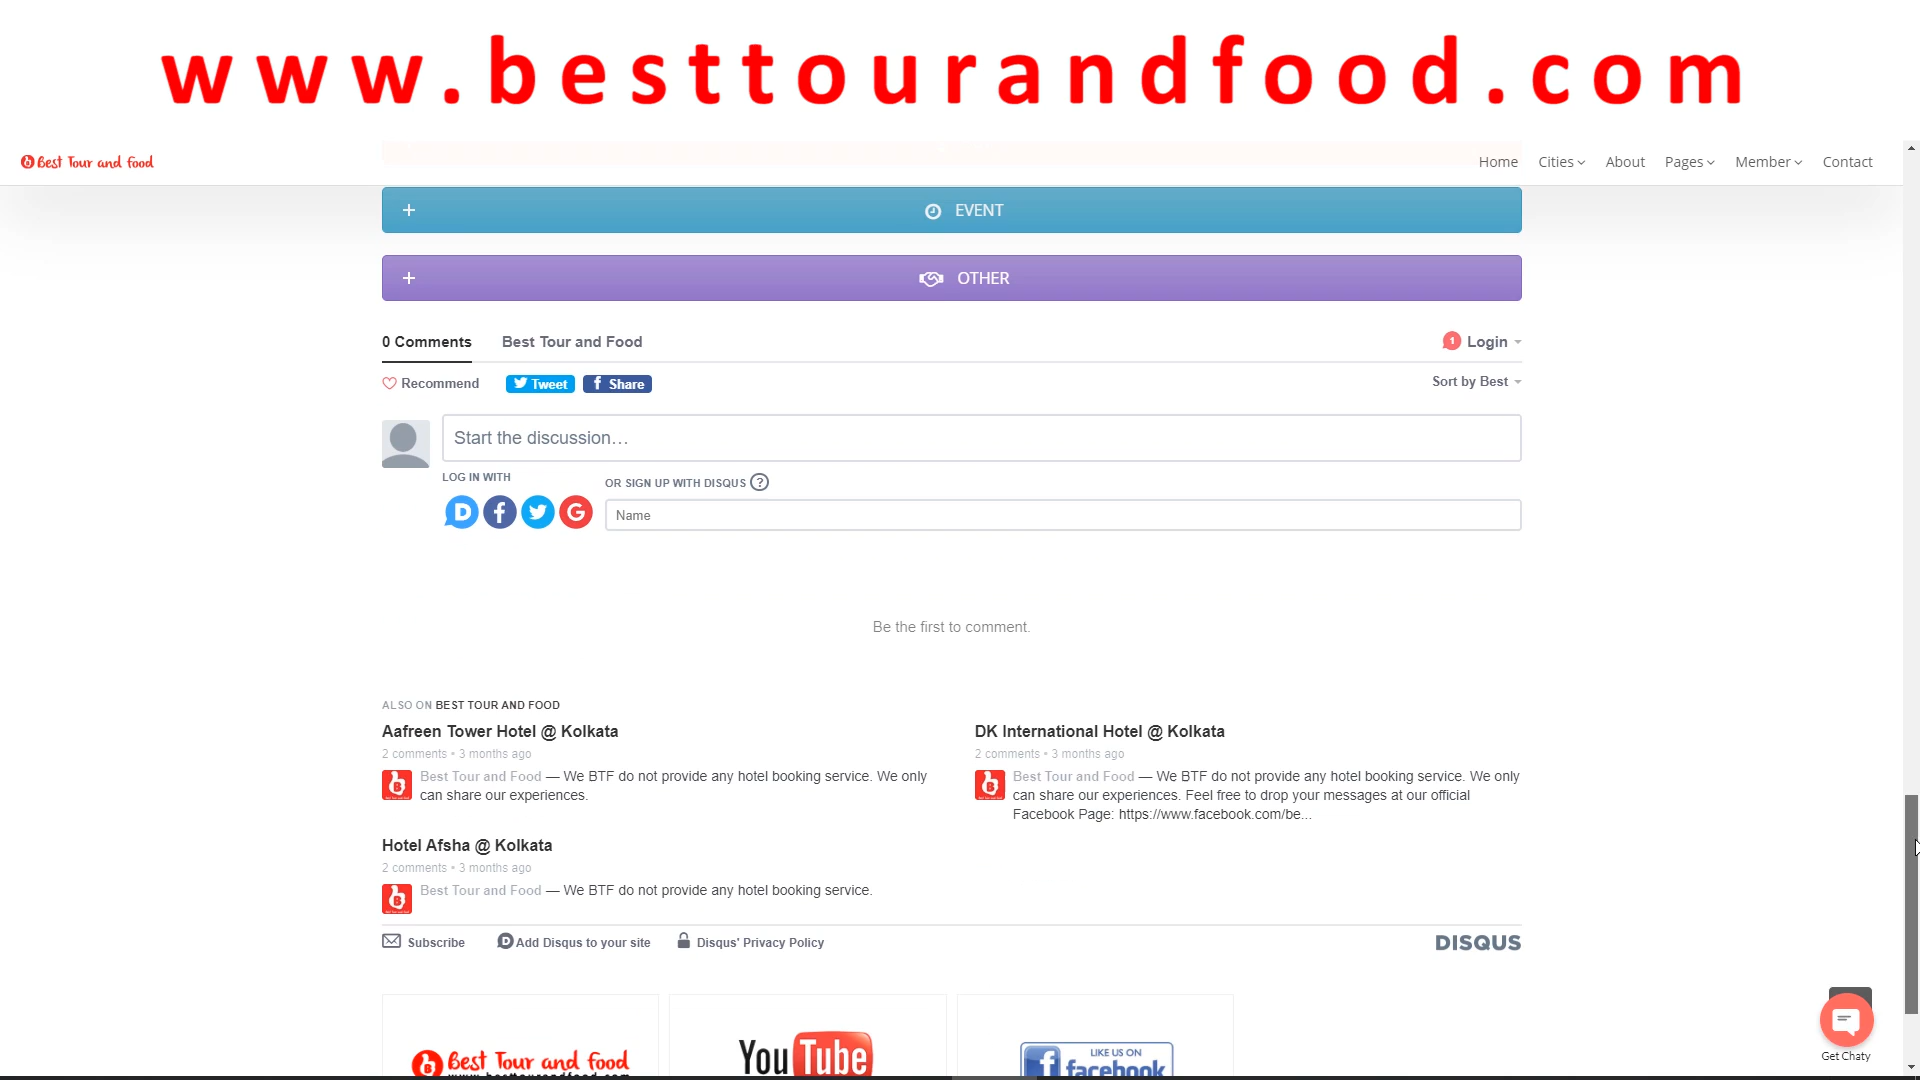 www.besttourandfood.com
Best Tour and food
Home Cities About Pages Member Contact
+ EVENT
+ OTHER
0 Comments Best Tour and Food 1 Login
Recommend Tweet f Share Sort by Best
Start the discussion…
LOG IN WITH
OR SIGN UP WITH DISQUS ?
D f G Name
Be the first to comment.
ALSO ON BEST TOUR AND FOOD
Aafreen Tower Hotel @ Kolkata
2 comments • 3 months ago
Best Tour and Food — We BTF do not provide any hotel booking service. We only
can share our experiences.
DK International Hotel @ Kolkata
2 comments • 3 months ago
Best Tour and Food — We BTF do not provide any hotel booking service. We only
can share our experiences. Feel free to drop your messages at our official
Facebook Page: https://www.facebook.com/be...
Hotel Afsha @ Kolkata
2 comments • 3 months ago
Best Tour and Food — We BTF do not provide any hotel booking service.
Subscribe Add Disqus to your site Disqus' Privacy Policy DISQUS
Best Tour and food
YouTube
LIKE US ON
facebook
Get Chaty